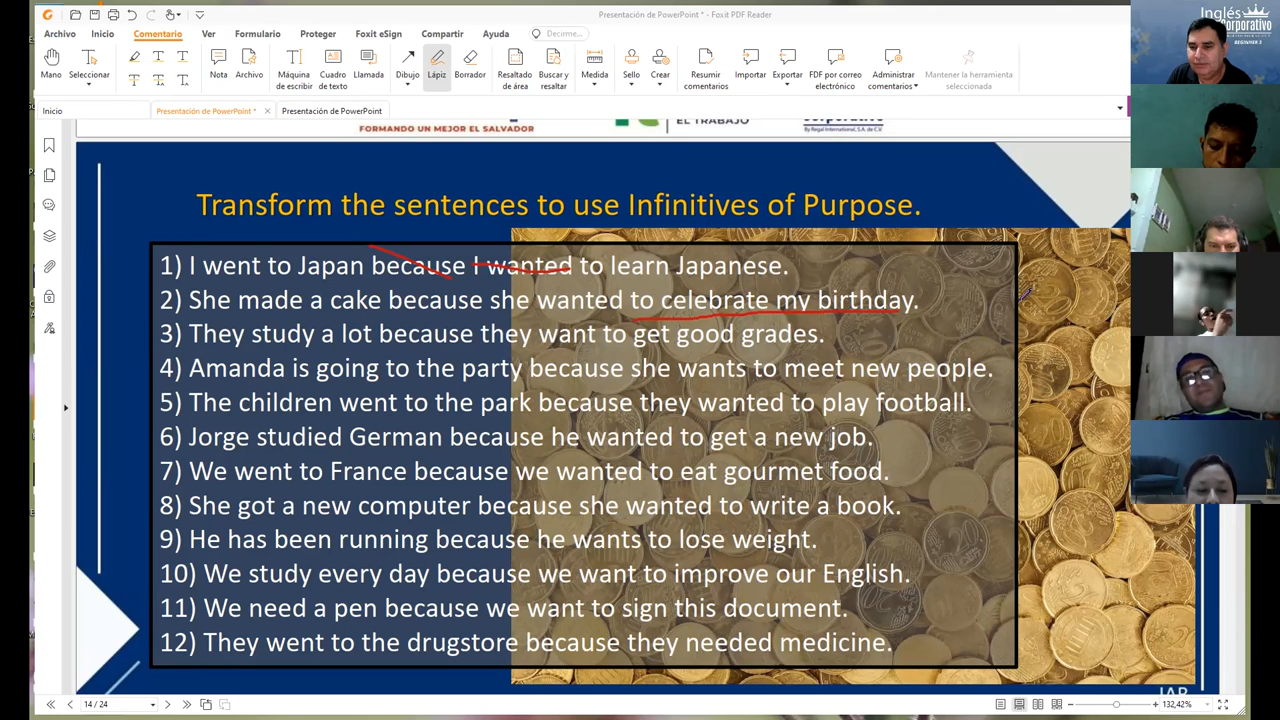 Presentación de PowerPoint * - Foxit PDF Reader
Archivo Inicio Comentario Ver Formulario Proteger Foxit eSign Compartir Ayuda Decirme...
Mano Seleccionar Nota Archivo Máquina de escribir Cuadro de texto Llamada Dibujo Lápiz Borrador Resaltado de área Buscar y resaltar Medida Sello Crear Resumir comentarios Importar Exportar FDF por correo electrónico Administrar comentarios Mantener la herramienta seleccionada
Inicio Presentación de PowerPoint * Presentación de PowerPoint
FORMANDO UN MEJOR EL SALVADOR
EL TRABAJO
By Regal International, S.A. de C.V.
Transform the sentences to use Infinitives of Purpose.
1) I went to Japan because I wanted to learn Japanese.
2) She made a cake because she wanted to celebrate my birthday.
3) They study a lot because they want to get good grades.
4) Amanda is going to the party because she wants to meet new people.
5) The children went to the park because they wanted to play football.
6) Jorge studied German because he wanted to get a new job.
7) We went to France because we wanted to eat gourmet food.
8) She got a new computer because she wanted to write a book.
9) He has been running because he wants to lose weight.
10) We study every day because we want to improve our English.
11) We need a pen because we want to sign this document.
12) They went to the drugstore because they needed medicine.
14 / 24
132,42%
Inglés
Corporativo
BEGINNER 2